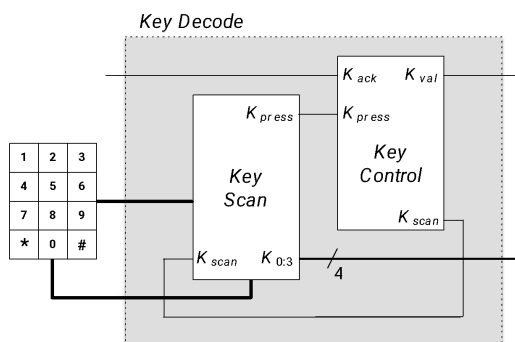 Key Decode
K ack K val
K press K press
Key
Scan
Key
Control
K scan
K scan K 0:3
4
1 2 3
4 5 6
7 8 9
* 0 #